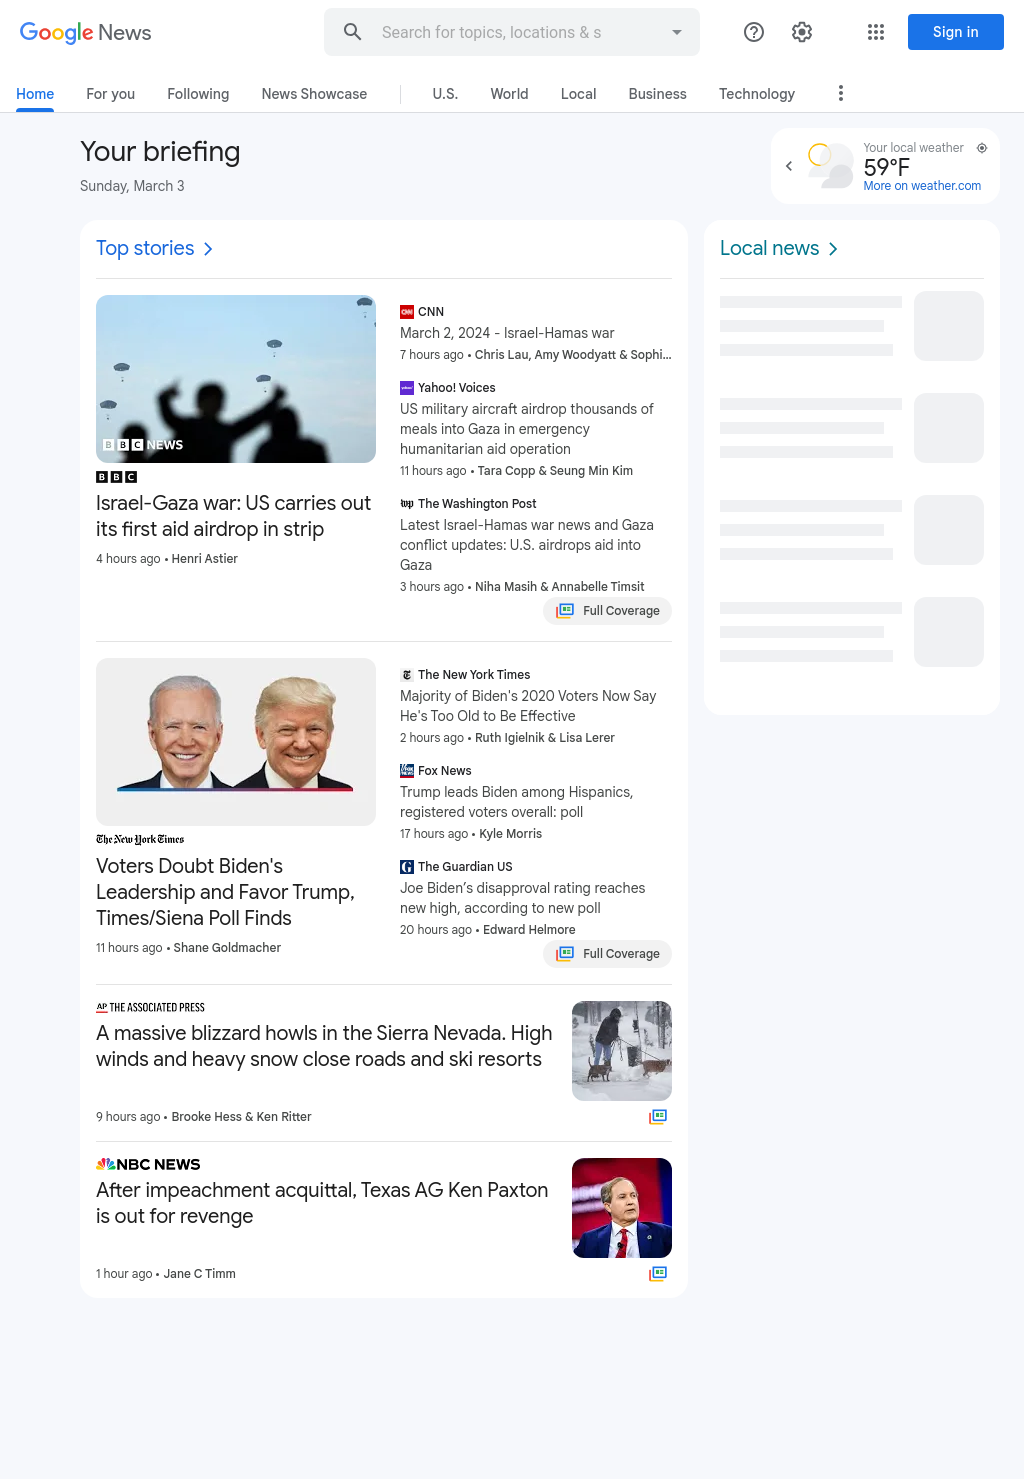 Google News
Search for topics, locations & s
Sign in
Home
For you
Following
News Showcase
U.S.
World
Local
Business
Technology
Your briefing
Sunday, March 3
Your local weather
59°F
More on weather.com
Top stories
BBC NEWS
BBC
Israel-Gaza war: US carries out
its first aid airdrop in strip
4 hours ago • Henri Astier
CNN
CNN
March 2, 2024 - Israel-Hamas war
7 hours ago • Chris Lau, Amy Woodyatt & Sophi...
Yahoo! Voices
US military aircraft airdrop thousands of
meals into Gaza in emergency
humanitarian aid operation
11 hours ago • Tara Copp & Seung Min Kim
wp The Washington Post
Latest Israel-Hamas war news and Gaza
conflict updates: U.S. airdrops aid into
Gaza
3 hours ago • Niha Masih & Annabelle Timsit
Full Coverage
The New York Times
Voters Doubt Biden's
Leadership and Favor Trump,
Times/Siena Poll Finds
11 hours ago • Shane Goldmacher
The New York Times
Majority of Biden's 2020 Voters Now Say
He's Too Old to Be Effective
2 hours ago • Ruth Igielnik & Lisa Lerer
Fox News
Trump leads Biden among Hispanics,
registered voters overall: poll
17 hours ago • Kyle Morris
G The Guardian US
Joe Biden’s disapproval rating reaches
new high, according to new poll
20 hours ago • Edward Helmore
Full Coverage
AP THE ASSOCIATED PRESS
A massive blizzard howls in the Sierra Nevada. High
winds and heavy snow close roads and ski resorts
9 hours ago • Brooke Hess & Ken Ritter
NBC NEWS
After impeachment acquittal, Texas AG Ken Paxton
is out for revenge
1 hour ago • Jane C Timm
Local news